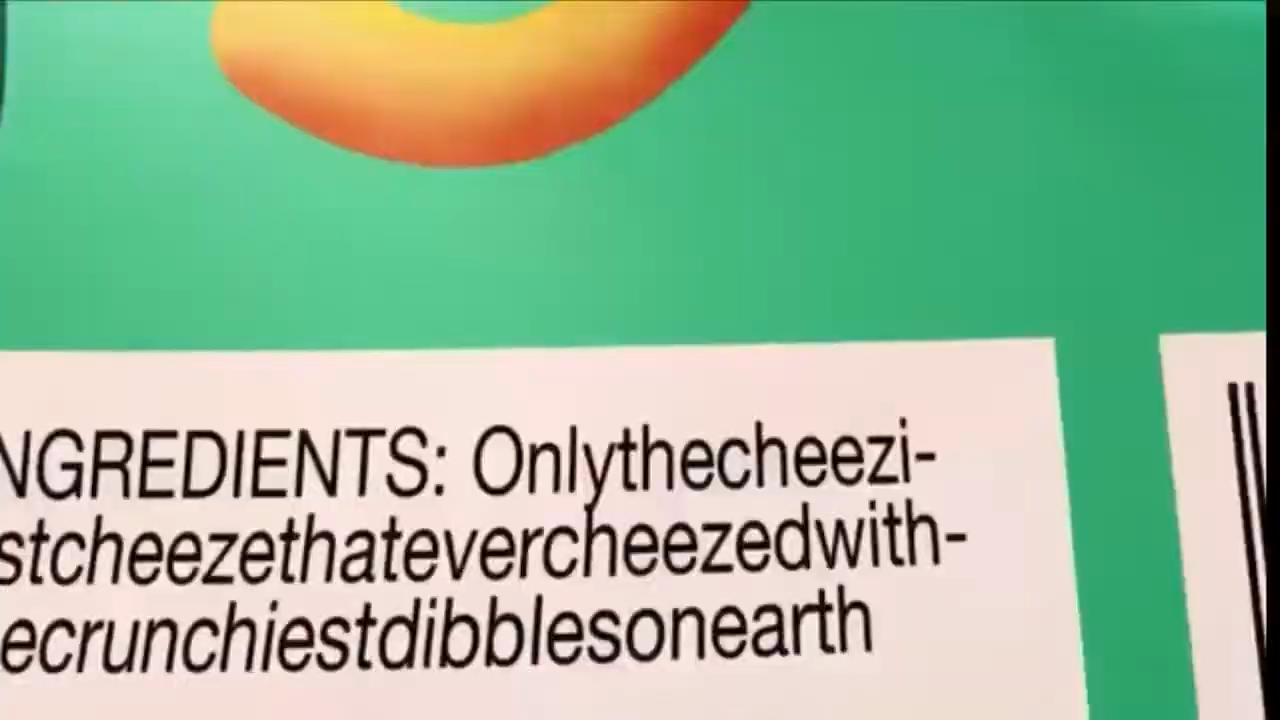 NGREDIENTS: Onlythecheezi-
stcheezethatevercheezedwith-
ecrunchiestdibblesonearth